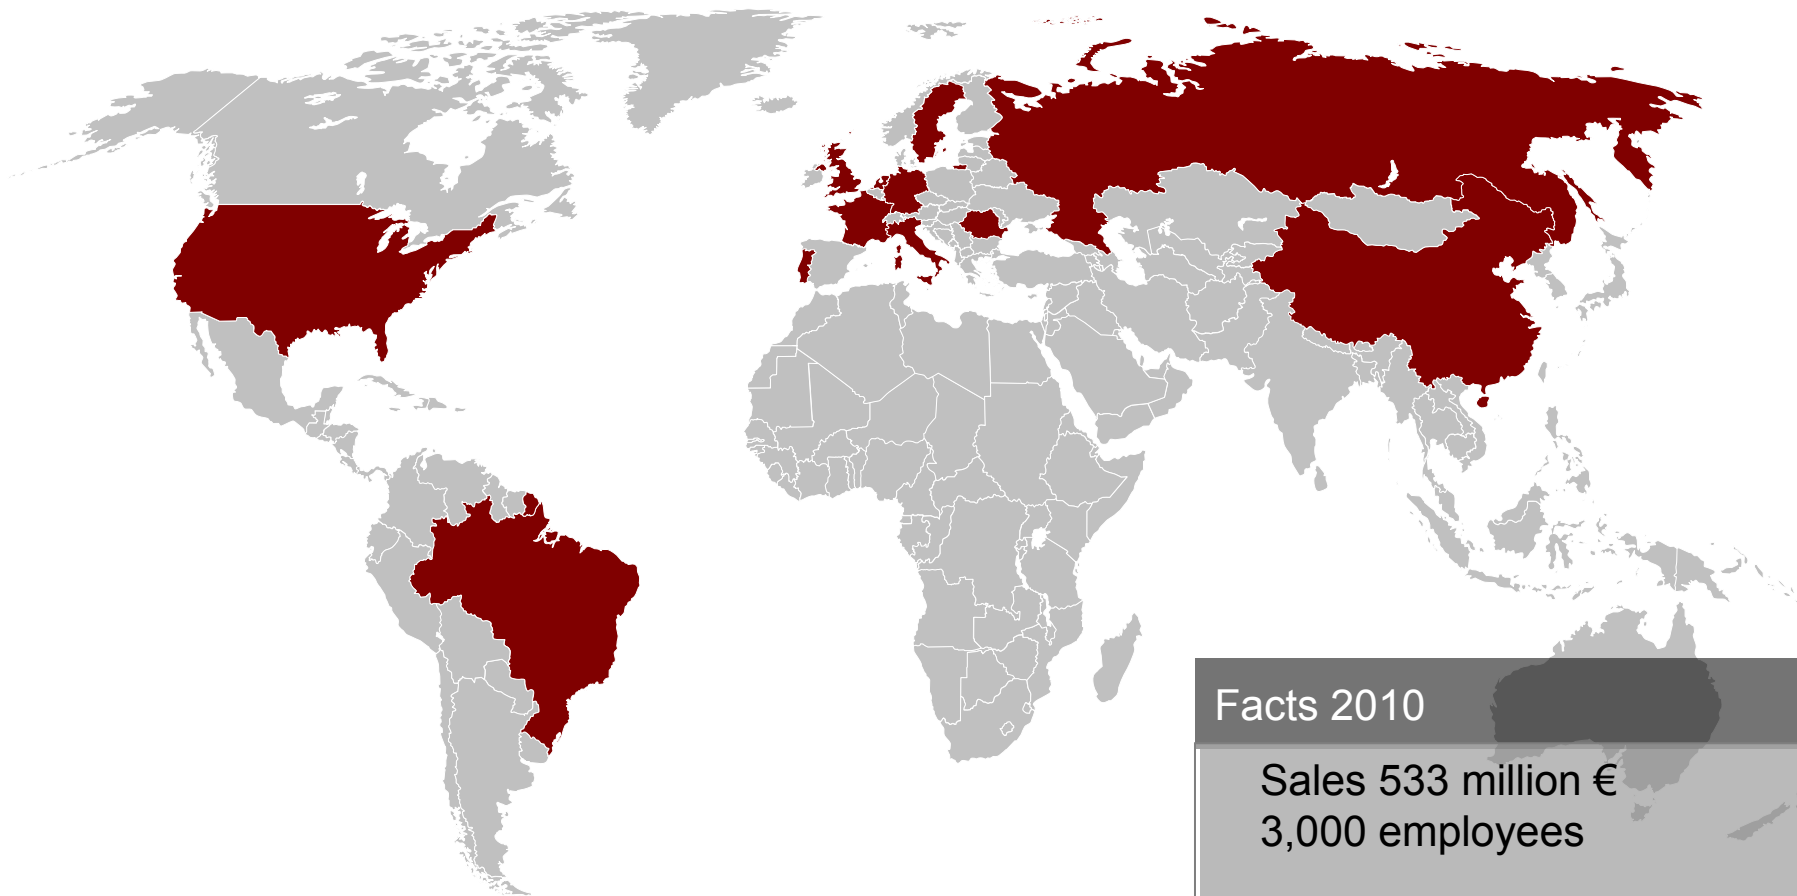 Facts 2010
Sales 533 million €
3,000 employees